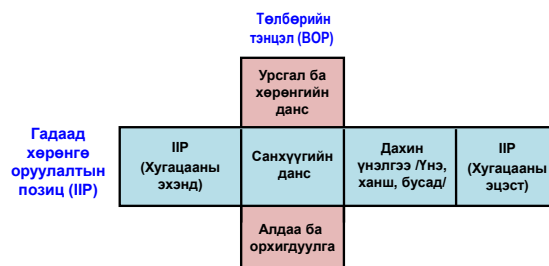 Төлбөрийн
тэнцэл (BOP)
Урсгал ба
хөрөнгийн
данс
Гадаад
хөрөнгө
оруулалтын
позиц (IIP)
IIP
(Хугацааны
эхэнд)
Санхүүгийн
данс
Дахин
үнэлгээ /Үнэ,
ханш, бусад/
IIP
(Хугацааны
эцэст)
Алдаа ба
орхигдуулга